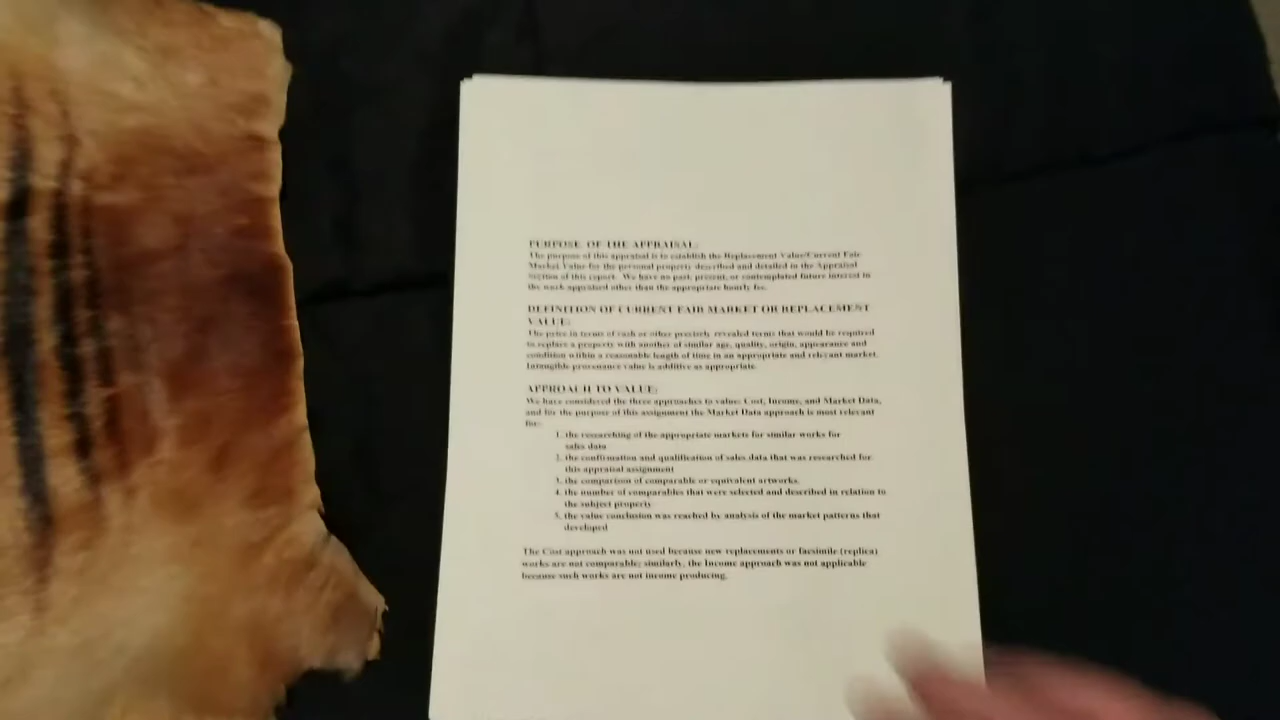 PURPOSE OF THE APPRAISAL:
The purpose of this appraisal is to establish the Replacement Value/Current Fair
Market Value for the personal property described and detailed in the Appraisal
Section of this report. We have no past, present, or contemplated future interest in
the work appraised other than the appropriate hourly fee.
DEFINITION OF CURRENT FAIR MARKET OR REPLACEMENT
VALUE:
The price in terms of cash or other precisely revealed terms that would be required
to replace a property with another of similar age, quality, origin, appearance and
condition within a reasonable length of time in an appropriate and relevant market.
Intangible provenance value is additive as appropriate.
APPROACH TO VALUE:
We have considered the three approaches to value: Cost, Income, and Market Data,
and for the purpose of this assignment the Market Data approach is most relevant
for:
1. the researching of the appropriate markets for similar works for
sales data
2. the confirmation and qualification of sales data that was researched for
this appraisal assignment
3. the comparison of comparable or equivalent artworks.
4. the number of comparables that were selected and described in relation to
the subject property
5. the value conclusion was reached by analysis of the market patterns that
developed
The Cost approach was not used because new replacements or facsimile (replica)
works are not comparable; similarly, the Income approach was not applicable
because such works are not income producing.